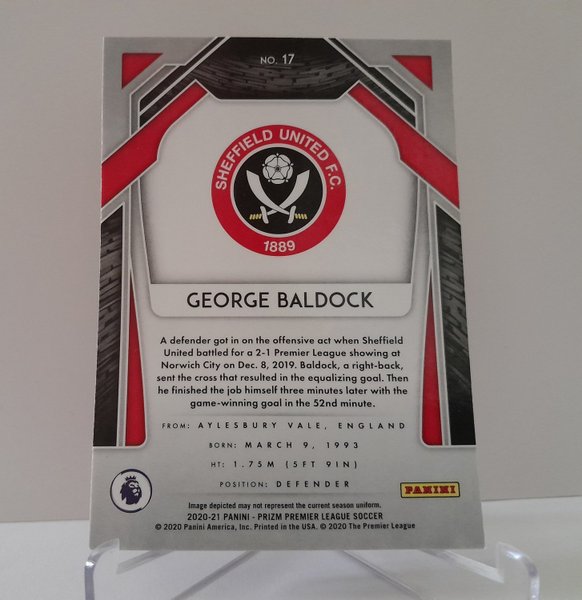 NO. 17
SHEFFIELD UNITED F.C.
1889
GEORGE BALDOCK
A defender got in on the offensive act when Sheffield
United battled for a 2-1 Premier League showing at
Norwich City on Dec. 8, 2019. Baldock, a right-back,
sent the cross that resulted in the equalizing goal. Then
he finished the job himself three minutes later with the
game-winning goal in the 52nd minute.
FROM: AYLESBURY VALE, ENGLAND
BORN: MARCH 9, 1993
HT: 1.75M (5FT 9IN)
POSITION: DEFENDER
PANINI
Image depicted may not represent the current season uniform.
2020-21 PANINI - PRIZM PREMIER LEAGUE SOCCER
© 2020 Panini America, Inc. Printed in the USA. © 2020 The Premier League